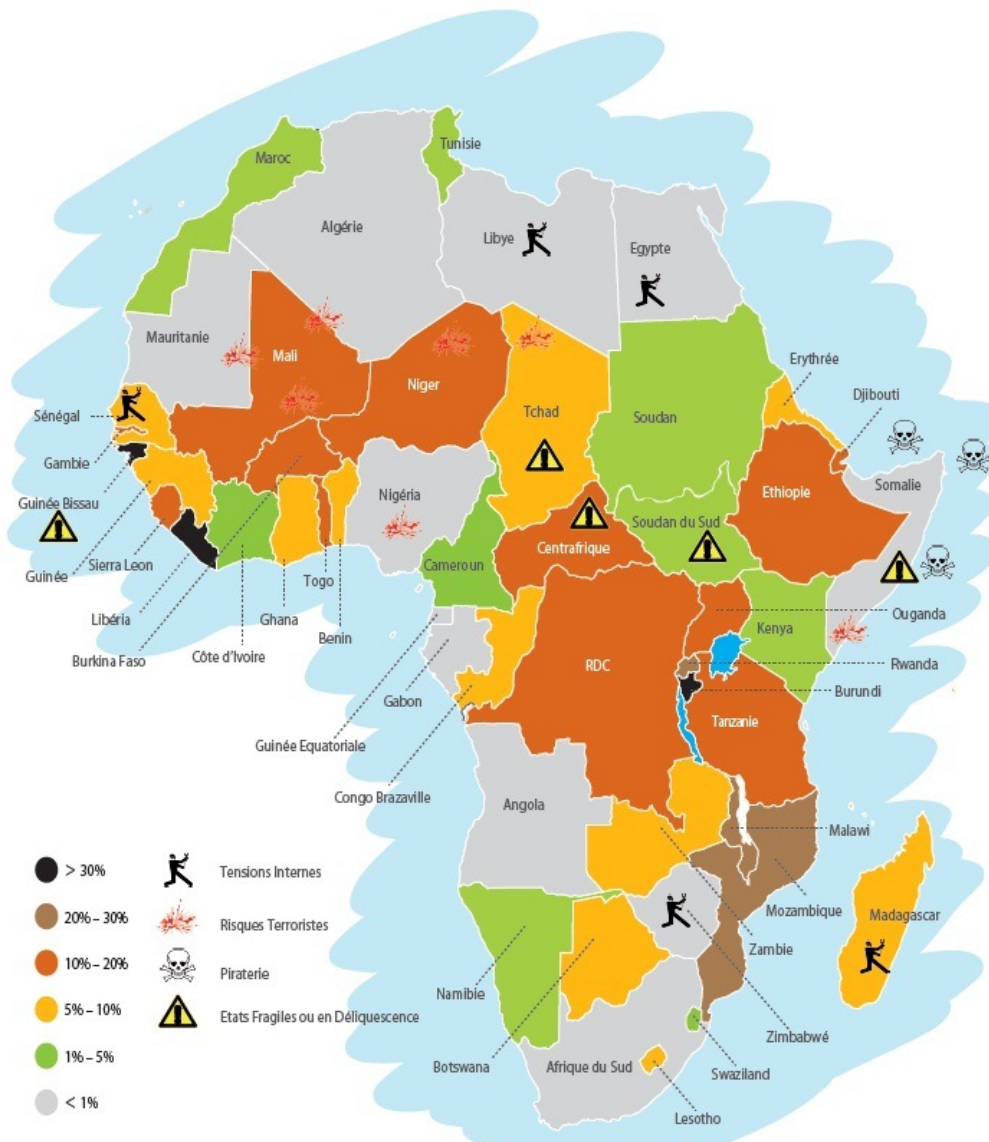 Maroc
Tunisie
Algérie
Libye
Egypte
Mauritanie
Mali
Niger
Tchad
Soudan
Erythrée
Djibouti
Sénégal
Gambie
Guinée Bissau
Guinée
Sierra Leon
Libéria
Burkina Faso
Côte d'Ivoire
Ghana
Togo
Benin
Nigéria
Cameroun
Centrafrique
Soudan du Sud
Ethiopie
Somalie
Ouganda
Kenya
Rwanda
Burundi
RDC
Tanzanie
Gabon
Guinée Equatoriale
Congo Brazaville
Angola
Malawi
Mozambique
Madagascar
Zambie
Zimbabwé
Namibie
Botswana
Afrique du Sud
Swaziland
Lesotho
> 30%
Tensions Internes
20% – 30%
Risques Terroristes
10% – 20%
Piraterie
5% – 10%
Etats Fragiles ou en Déliquescence
1% – 5%
< 1%